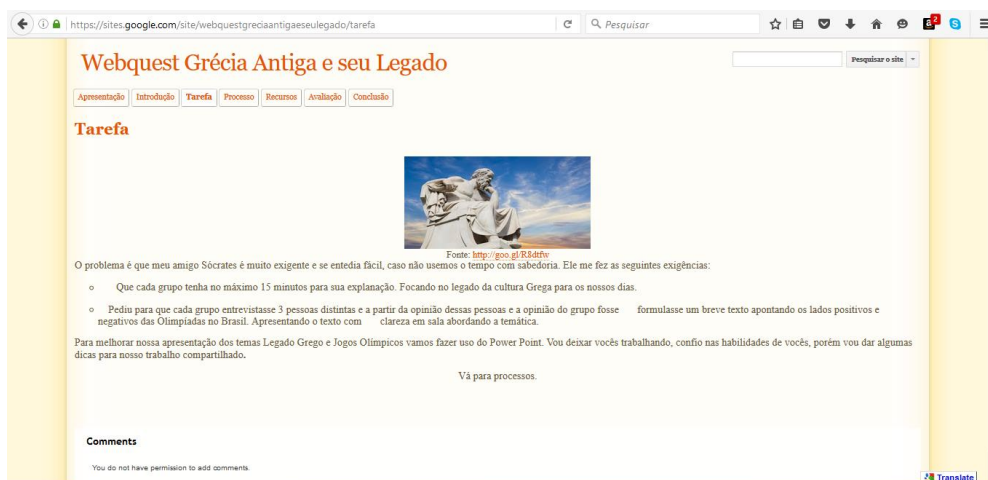 https://sites.google.com/site/webquestgreciaantigaeseulegado/tarefa
Pesquisar
2
Webquest Grécia Antiga e seu Legado
Pesquisar o site
Apresentação Introdução Tarefa Processo Recursos Avaliação Conclusão
Tarefa
Fonte: http://goo.gl/R8dtfw
O problema é que meu amigo Sócrates é muito exigente e se entedia fácil, caso não usemos o tempo com sabedoria. Ele me fez as seguintes exigências:
Que cada grupo tenha no máximo 15 minutos para sua explanação. Focando no legado da cultura Grega para os nossos dias.
Pediu para que cada grupo entrevistasse 3 pessoas distintas e a partir da opinião dessas pessoas e a opinião do grupo fosse formulasse um breve texto apontando os lados positivos e
negativos das Olimpíadas no Brasil. Apresentando o texto com clareza em sala abordando a temática.
Para melhorar nossa apresentação dos temas Legado Grego e Jogos Olímpicos vamos fazer uso do Power Point. Vou deixar vocês trabalhando, confio nas habilidades de vocês, porém vou dar algumas
dicas para nosso trabalho compartilhado.
Vá para processos.
Comments
You do not have permission to add comments.
Translate